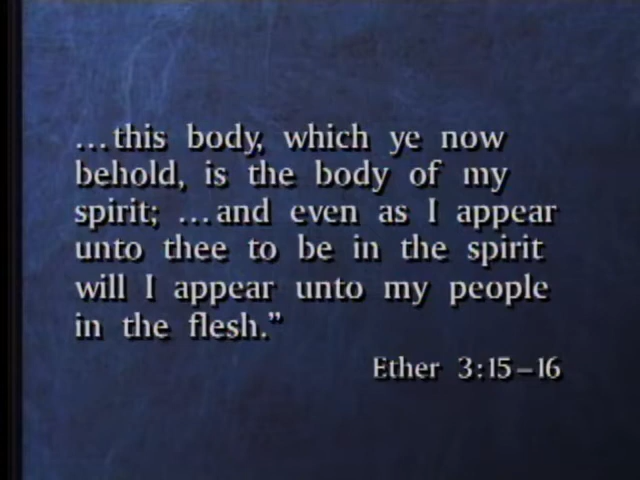 ...this body, which ye now
behold, is the body of my
spirit; ...and even as I appear
unto thee to be in the spirit
will I appear unto my people
in the flesh.”
Ether 3:15–16